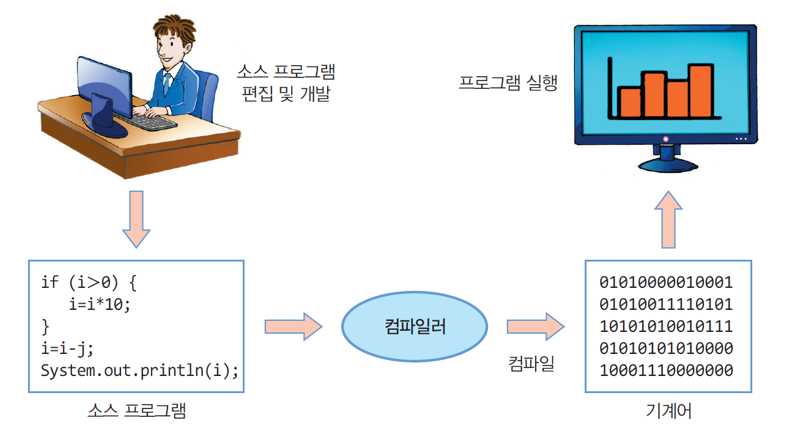 소스 프로그램
편집 및 개발
프로그램 실행
if (i>0) {
i=i*10;
}
i=i-j;
System.out.println(i);
소스 프로그램
컴파일러
컴파일
01010000010001
01010011110101
10101010010111
01010101010000
10001110000000
기계어